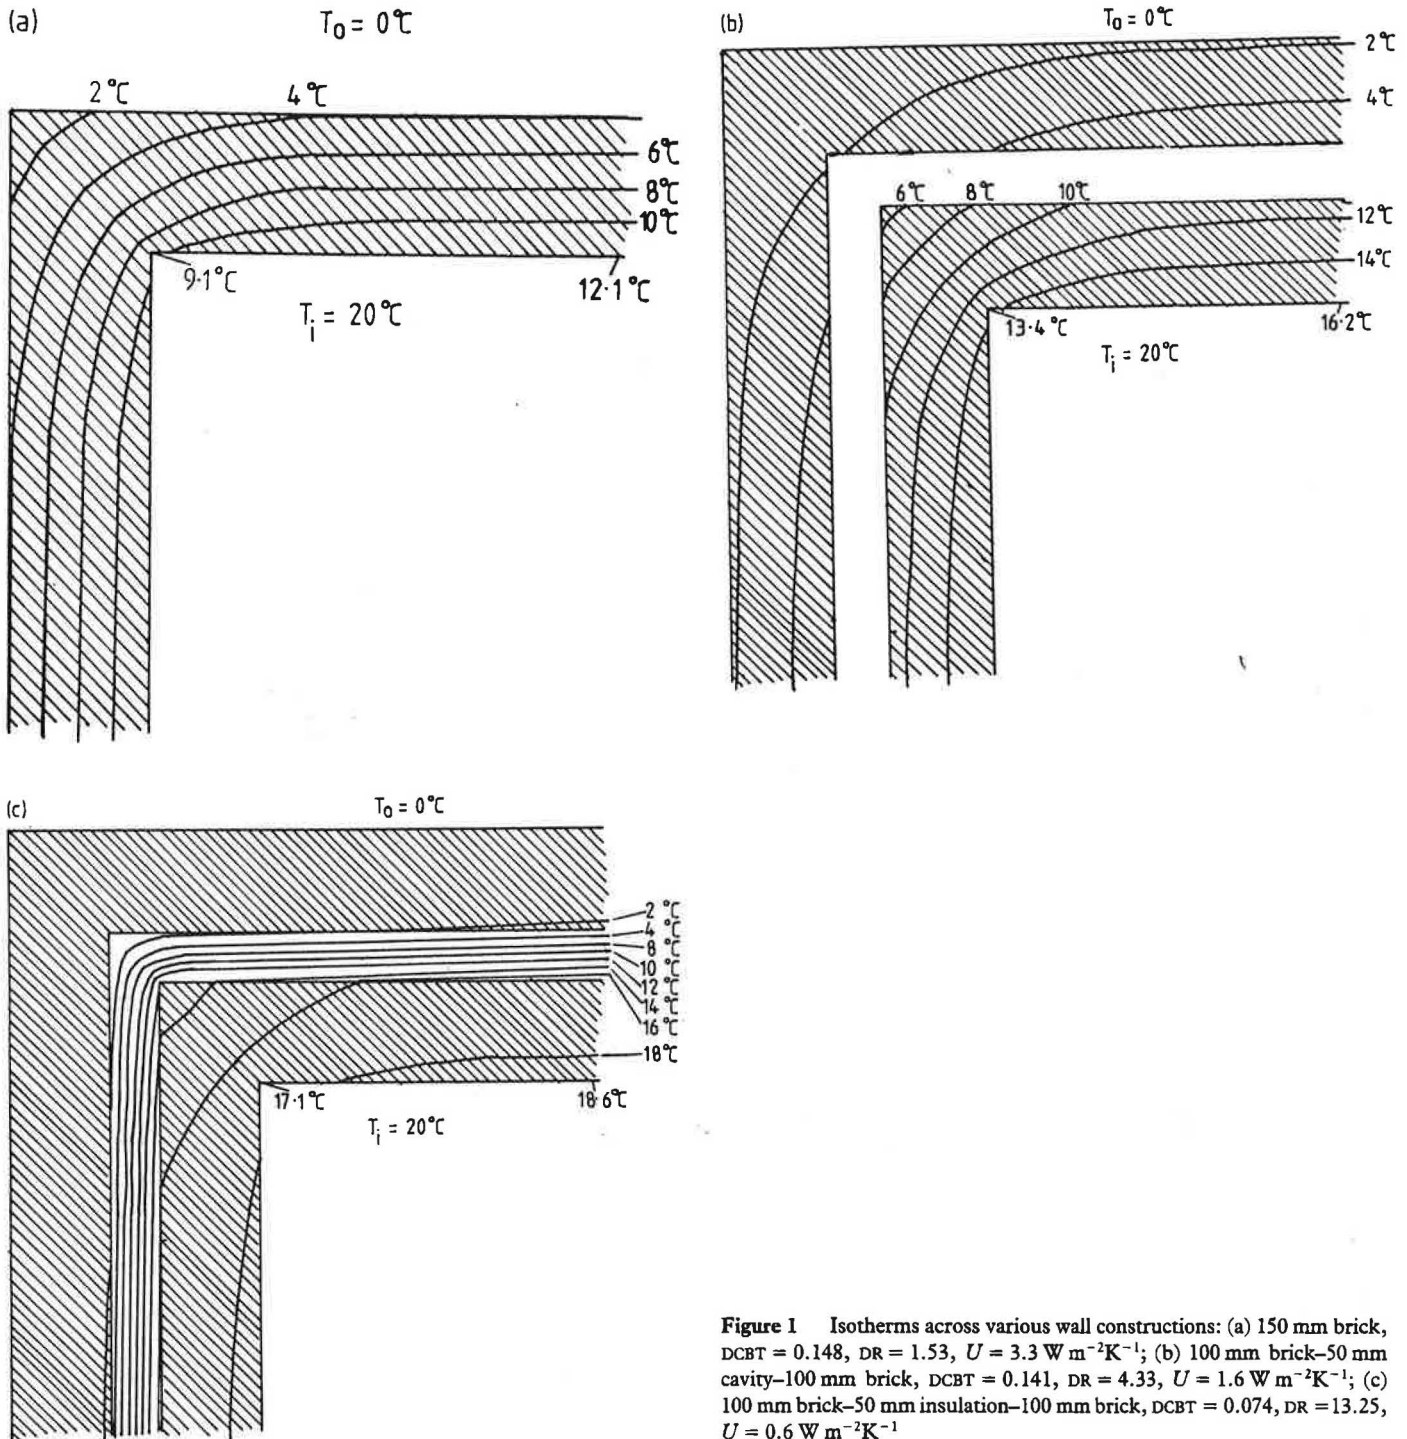 (a)
T₀ = 0℃
2 ℃
4 ℃
6℃
8℃
10℃
9·1℃
12·1 ℃
Tᵢ = 20℃
(b)
T₀ = 0℃
2℃
4℃
6℃ 8℃ 10℃
12℃
14℃
13·4 ℃
16·2℃
Tᵢ = 20℃
(c)
T₀ = 0℃
2 ℃
4 ℃
8 ℃
10 ℃
12 ℃
14 ℃
16 ℃
18℃
17·1℃
18·6℃
Tᵢ = 20℃
Figure 1 Isotherms across various wall constructions: (a) 150 mm brick,
DCBT = 0.148, DR = 1.53, U = 3.3 W m⁻²K⁻¹; (b) 100 mm brick–50 mm
cavity–100 mm brick, DCBT = 0.141, DR = 4.33, U = 1.6 W m⁻²K⁻¹; (c)
100 mm brick–50 mm insulation–100 mm brick, DCBT = 0.074, DR =13.25,
U = 0.6 W m⁻²K⁻¹